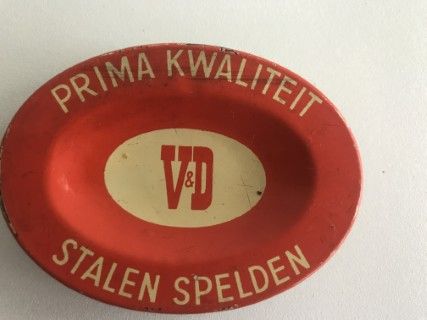 PRIMA KWALITEIT
V&D
STALEN SPELDEN